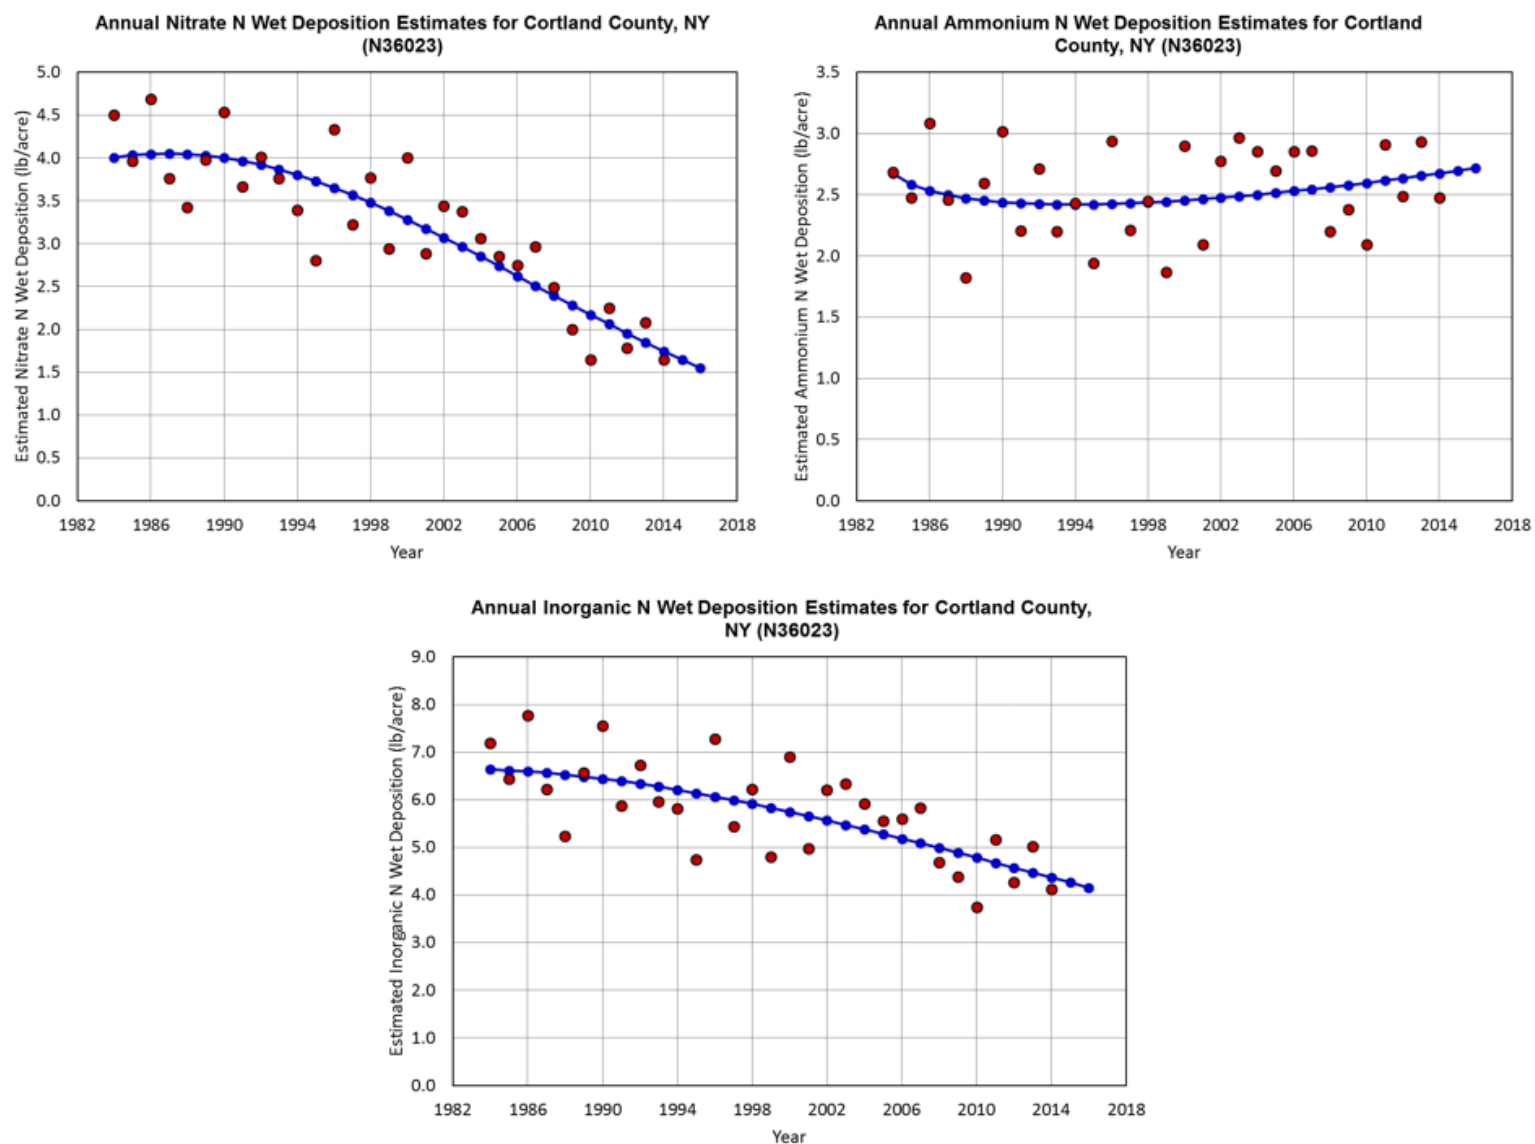 Annual Nitrate N Wet Deposition Estimates for Cortland County, NY
(N36023)
Estimated Nitrate N Wet Deposition (lb/acre)
5.0
4.5
4.0
3.5
3.0
2.5
2.0
1.5
1.0
0.5
0.0
1982 1986 1990 1994 1998 2002 2006 2010 2014 2018
Year
Annual Ammonium N Wet Deposition Estimates for Cortland
County, NY (N36023)
Estimated Ammonium N Wet Deposition (lb/acre)
3.5
3.0
2.5
2.0
1.5
1.0
0.5
0.0
1982 1986 1990 1994 1998 2002 2006 2010 2014 2018
Year
Annual Inorganic N Wet Deposition Estimates for Cortland County,
NY (N36023)
Estimated Inorganic N Wet Deposition (lb/acre)
9.0
8.0
7.0
6.0
5.0
4.0
3.0
2.0
1.0
0.0
1982 1986 1990 1994 1998 2002 2006 2010 2014 2018
Year